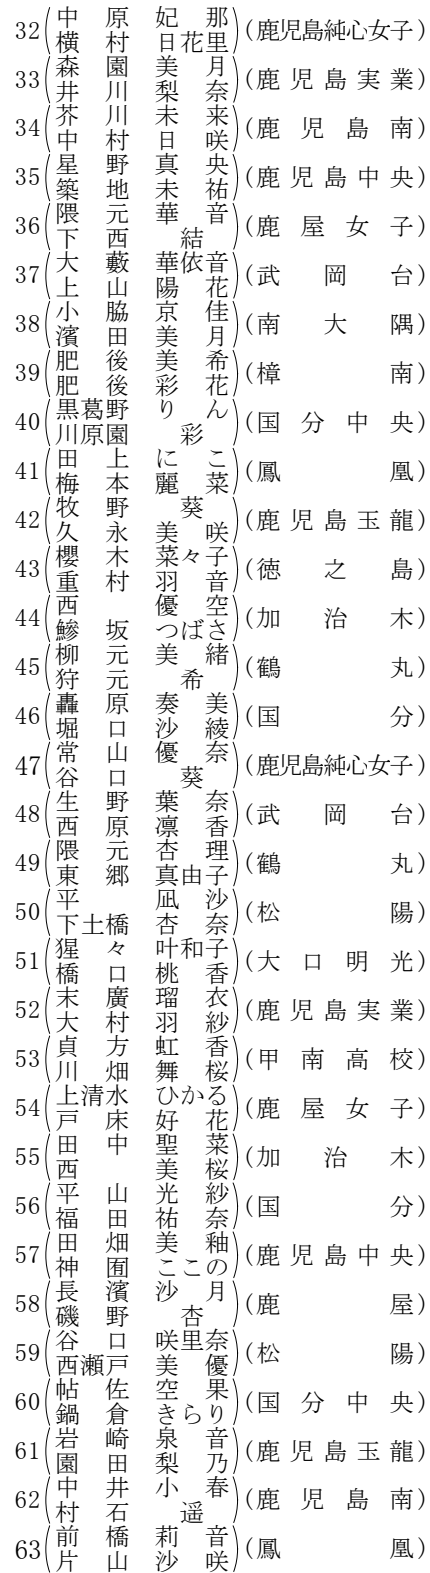 32 中原妃那 横村日花里 (鹿児島純心女子)
33 森園美月 井川梨奈 (鹿児島実業)
34 芥川未来 中村日咲 (鹿児島南)
35 星野真央 築地未祐 (鹿児島中央)
36 隈元華音 下西結 (鹿屋女子)
37 大藪華依音 上山陽花 (武岡台)
38 小脇京佳 濱田美月 (南大隅)
39 肥後美希 肥後彩花 (樟南)
40 黒葛野りん 川原園彩 (国分中央)
41 田上にこ 梅本麗菜 (鳳凰)
42 牧野葵 久永美咲 (鹿児島玉龍)
43 櫻木菜々子 重村羽音 (徳之島)
44 西優空 鰺坂つばさ (加治木)
45 柳元美緒 狩元希 (鶴丸)
46 轟原奏美 堀口沙綾 (国分)
47 常山優奈 谷口葵 (鹿児島純心女子)
48 生野葉奈 西原凛香 (武岡台)
49 隈元杏理 東郷真由子 (鶴丸)
50 平凪沙 下土橋杏奈 (松陽)
51 猩々叶和子 橋口桃香 (大口明光)
52 末廣瑠衣 大村羽紗 (鹿児島実業)
53 貞方虹香 川畑舞桜 (甲南高校)
54 上清水ひかる 戸床好花 (鹿屋女子)
55 田中聖菜 西美桜 (加治木)
56 平山光紗 福田祐奈 (国分)
57 田畑美釉 神囿ここの (鹿児島中央)
58 長濱沙月 磯野杏 (鹿屋)
59 谷口咲里奈 西瀬戸美優 (松陽)
60 帖佐空果 鍋倉きらり (国分中央)
61 岩崎泉音 園田梨乃 (鹿児島玉龍)
62 中井小春 村石遥 (鹿児島南)
63 前橋莉音 片山沙咲 (鳳凰)